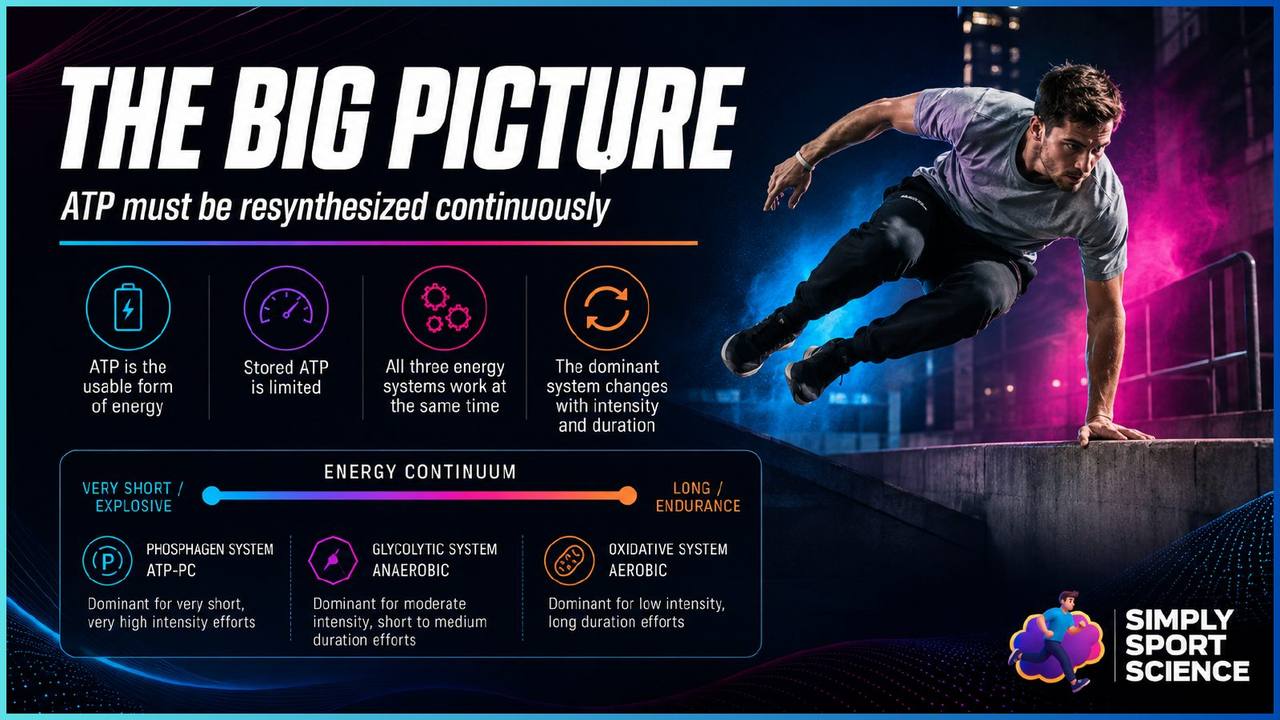 THE BIG PICTURE
ATP must be resynthesized continuously
ATP is the
usable form
of energy
Stored ATP
is limited
All three energy
systems work at
the same time
The dominant
system changes
with intensity
and duration
ENERGY CONTINUUM
VERY SHORT /
EXPLOSIVE
LONG /
ENDURANCE
P
PHOSPHAGEN SYSTEM
ATP-PC
Dominant for very short,
very high intensity efforts
GLYCOLYTIC SYSTEM
ANAEROBIC
Dominant for moderate
intensity, short to medium
duration efforts
OXIDATIVE SYSTEM
AEROBIC
Dominant for low intensity,
long duration efforts
SIMPLY
SPORT
SCIENCE